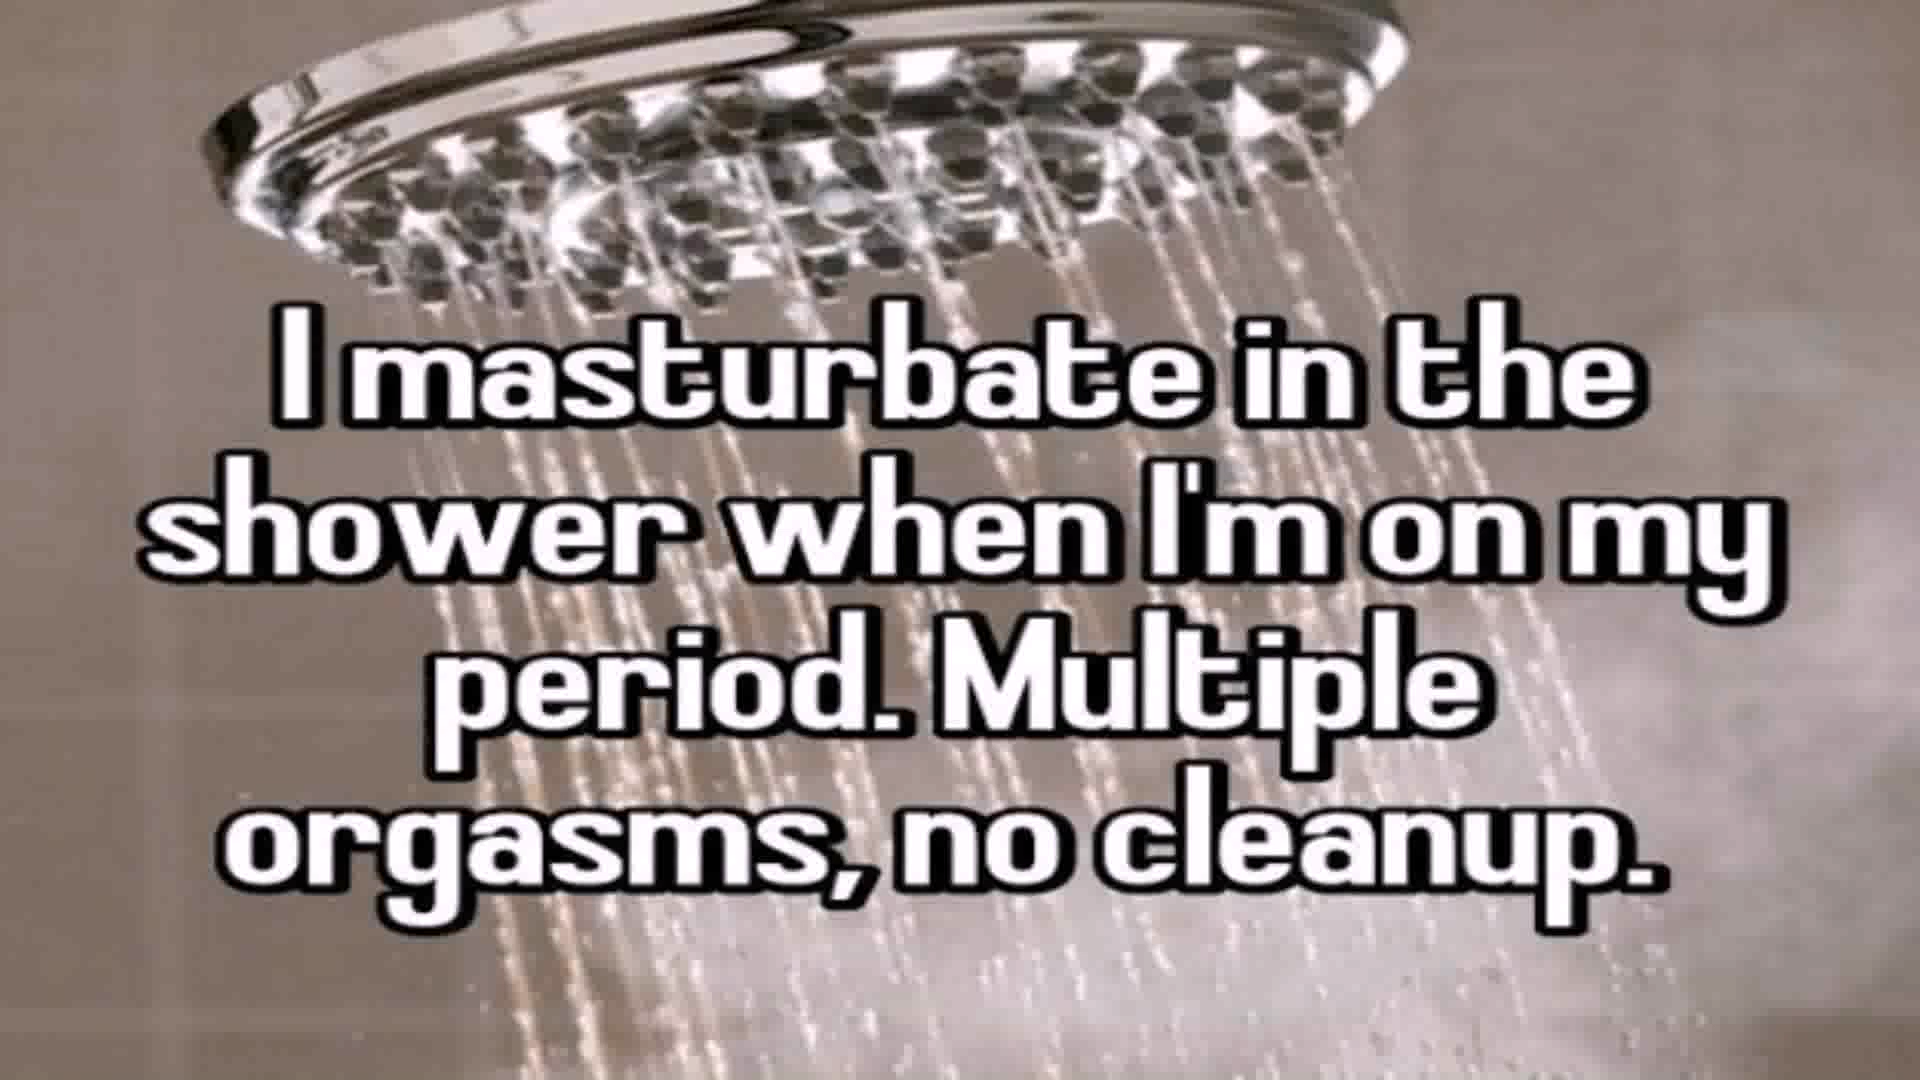 I masturbate in the
shower when I'm on my
period. Multiple
orgasms, no cleanup.